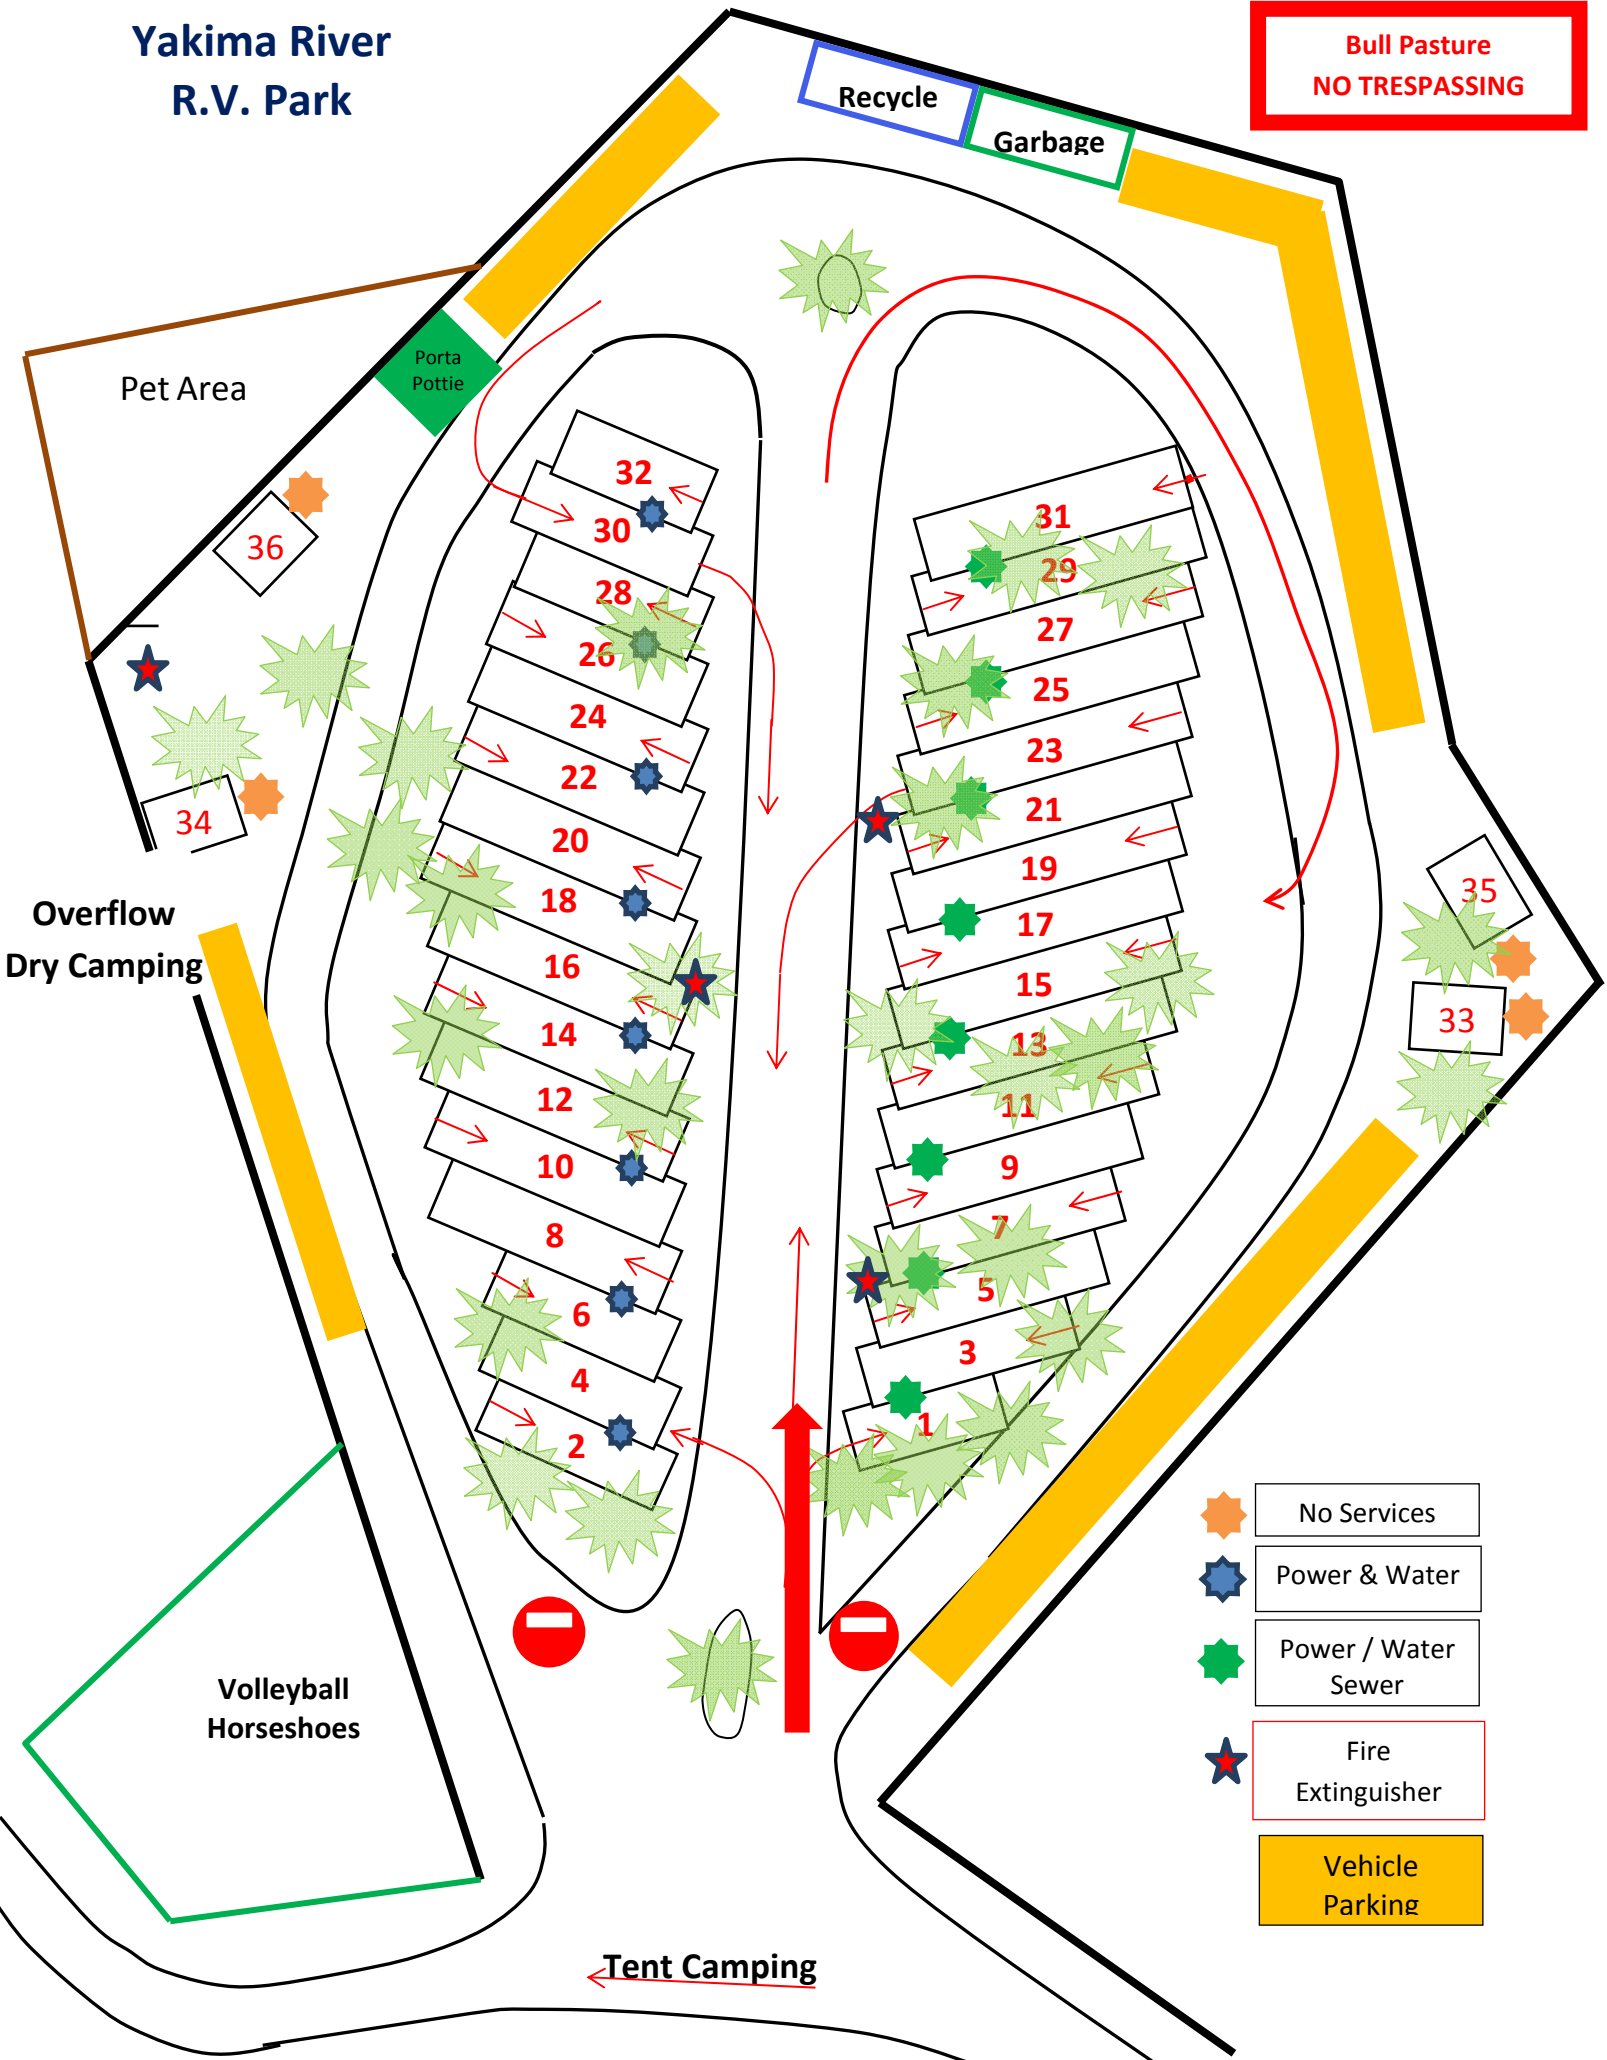 Yakima River
R.V. Park
Bull Pasture
NO TRESPASSING
Recycle
Garbage
Porta
Pottie
Pet Area
32
30
28
26
24
22
20
18
16
14
12
10
8
6
4
2
31
29
27
25
23
21
19
17
15
13
11
9
7
5
3
1
36
34
35
33
Overflow
Dry Camping
Volleyball
Horseshoes
Tent Camping
No Services
Power & Water
Power / Water
Sewer
Fire
Extinguisher
Vehicle
Parking